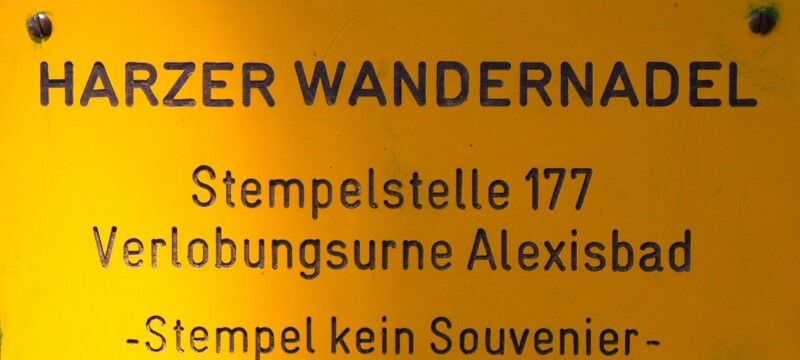 HARZER WANDERNADEL
Stempelstelle 177
Verlobungsurne Alexisbad
-Stempel kein Souvenier-